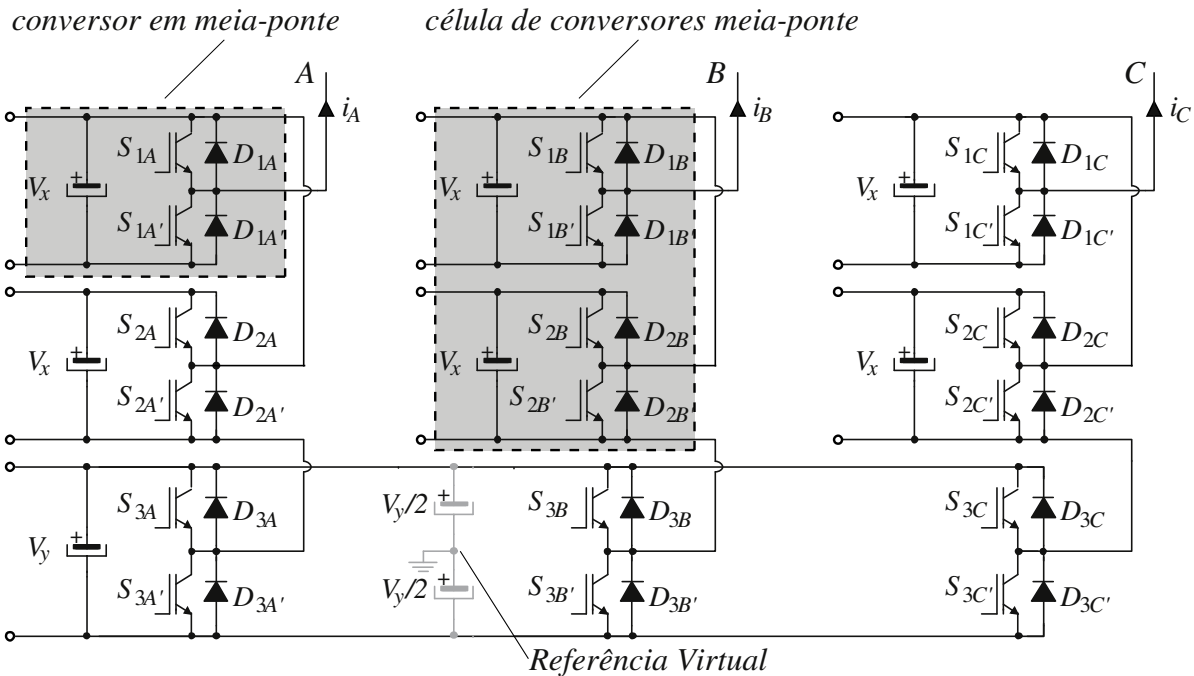 conversor em meia-ponte
célula de conversores meia-ponte
A
B
C
i_A
i_B
i_C
S_1A
D_1A
S_1B
D_1B
S_1C
D_1C
+
V_x
+
V_x
+
V_x
S_1A'
D_1A'
S_1B'
D_1B'
S_1C'
D_1C'
S_2A
D_2A
S_2B
D_2B
S_2C
D_2C
+
V_x
+
V_x
+
V_x
S_2A'
D_2A'
S_2B'
D_2B'
S_2C'
D_2C'
S_3A
D_3A
V_y/2
+
S_3B
D_3B
S_3C
D_3C
+
V_y
S_3A'
D_3A'
V_y/2
+
S_3B'
D_3B'
S_3C'
D_3C'
Referência Virtual